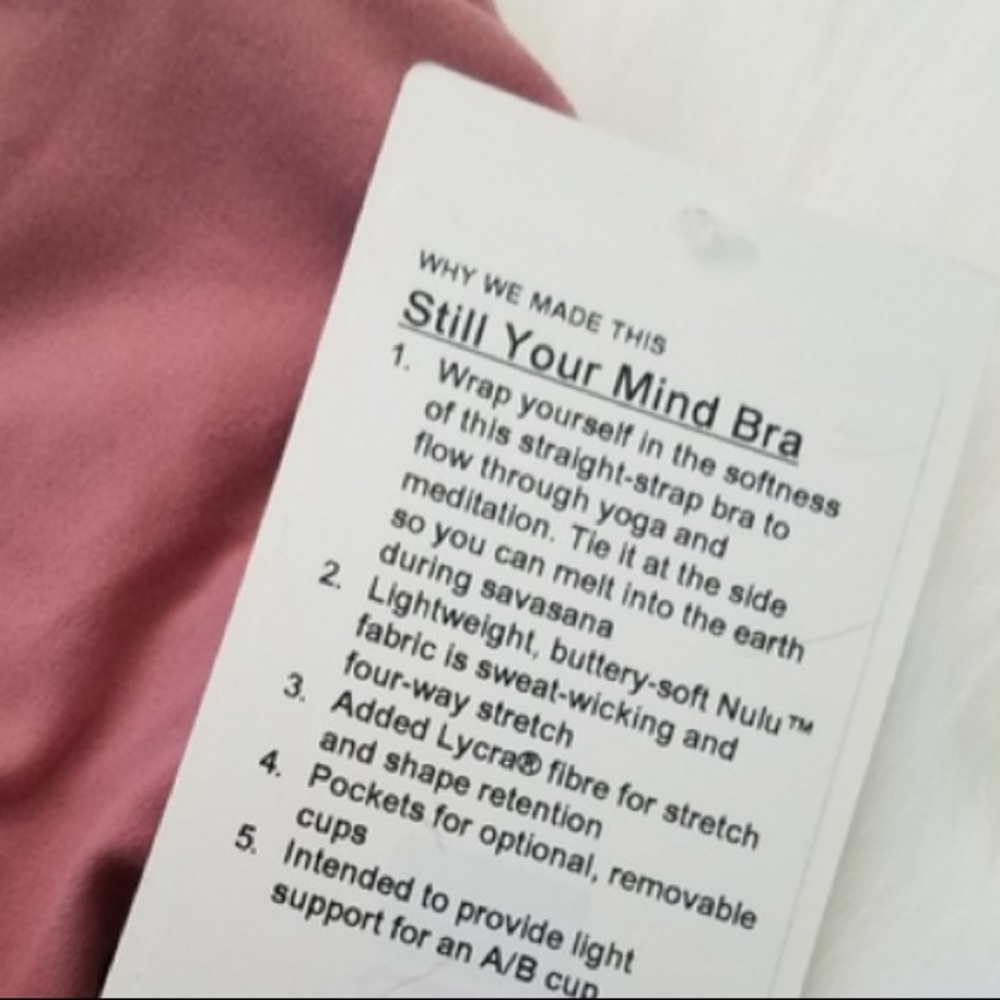 WHY WE MADE THIS
Still Your Mind Bra
1. Wrap yourself in the softness
of this straight-strap bra to
flow through yoga and
meditation. Tie it at the side
so you can melt into the earth
during savasana
2. Lightweight, buttery-soft Nulu™
fabric is sweat-wicking and
four-way stretch
3. Added Lycra® fibre for stretch
and shape retention
4. Pockets for optional, removable
cups
5. Intended to provide light
support for an A/B cup